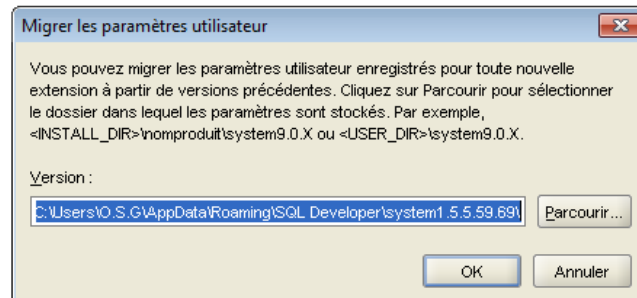 Migrer les paramètres utilisateur
Vous pouvez migrer les paramètres utilisateur enregistrés pour toute nouvelle
extension à partir de versions précédentes. Cliquez sur Parcourir pour sélectionner
le dossier dans lequel les paramètres sont stockés. Par exemple,
<INSTALL_DIR>\nomproduit\system9.0.X ou <USER_DIR>\system9.0.X.
Version :
C:\Users\O.S.G\AppData\Roaming\SQL Developer\system1.5.5.59.69\
Parcourir...
OK
Annuler